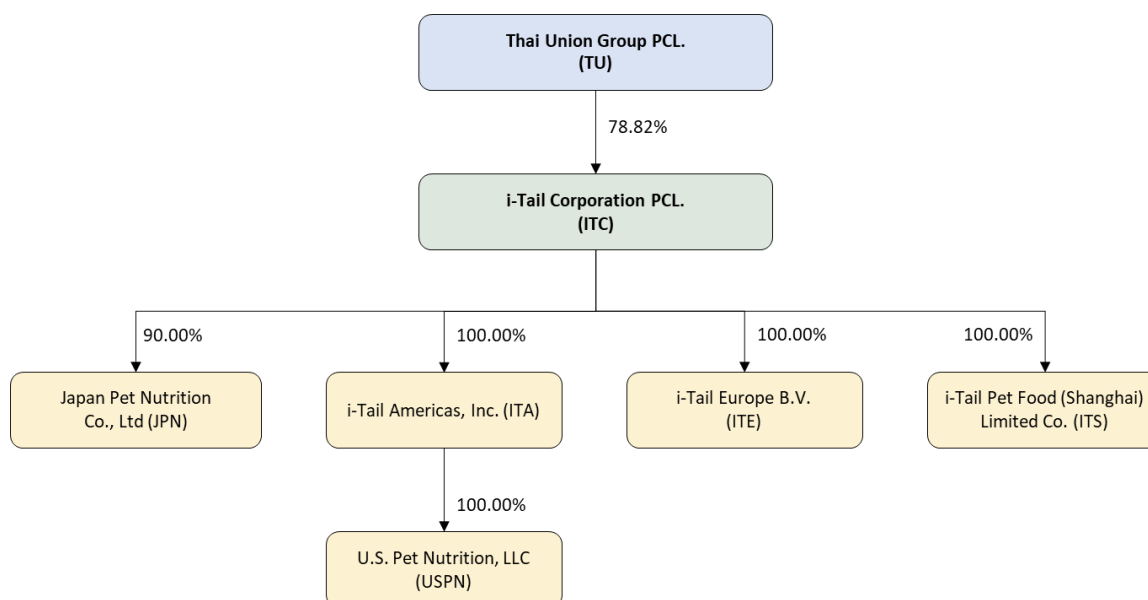 Thai Union Group PCL.
(TU)
78.82%
i-Tail Corporation PCL.
(ITC)
90.00%
100.00%
100.00%
100.00%
Japan Pet Nutrition
Co., Ltd (JPN)
i-Tail Americas, Inc. (ITA)
i-Tail Europe B.V.
(ITE)
i-Tail Pet Food (Shanghai)
Limited Co. (ITS)
100.00%
U.S. Pet Nutrition, LLC
(USPN)